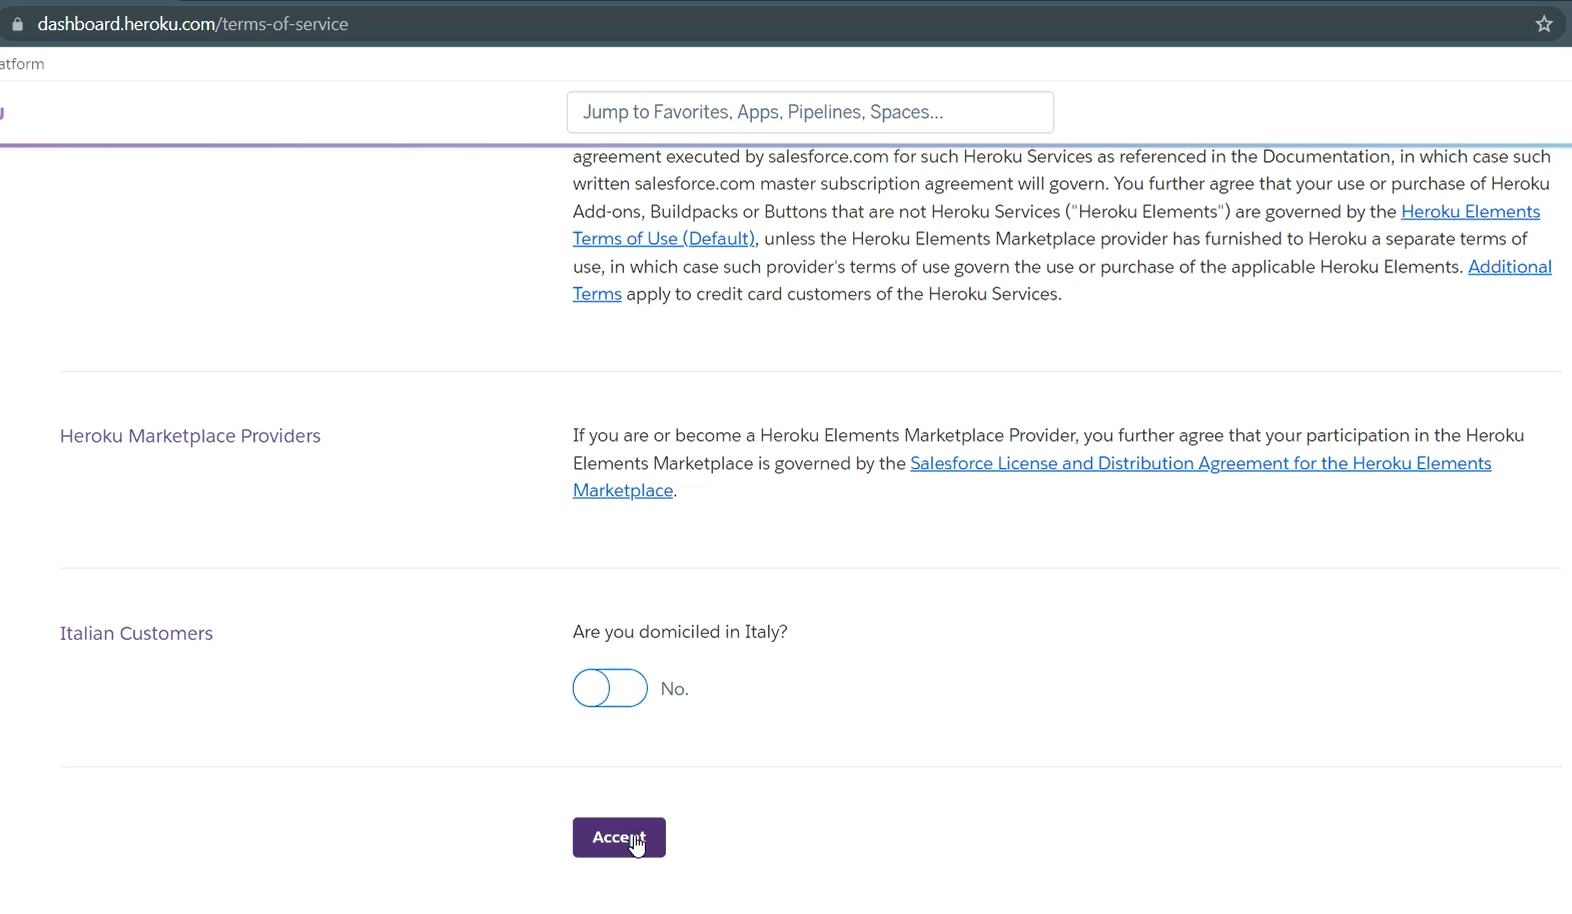 dashboard.heroku.com/terms-of-service
atform
Jump to Favorites, Apps, Pipelines, Spaces...
agreement executed by salesforce.com for such Heroku Services as referenced in the Documentation, in which case such
written salesforce.com master subscription agreement will govern. You further agree that your use or purchase of Heroku
Add-ons, Buildpacks or Buttons that are not Heroku Services ("Heroku Elements") are governed by the Heroku Elements
Terms of Use (Default), unless the Heroku Elements Marketplace provider has furnished to Heroku a separate terms of
use, in which case such provider's terms of use govern the use or purchase of the applicable Heroku Elements. Additional
Terms apply to credit card customers of the Heroku Services.
Heroku Marketplace Providers
If you are or become a Heroku Elements Marketplace Provider, you further agree that your participation in the Heroku
Elements Marketplace is governed by the Salesforce License and Distribution Agreement for the Heroku Elements
Marketplace.
Italian Customers
Are you domiciled in Italy?
No.
Accept